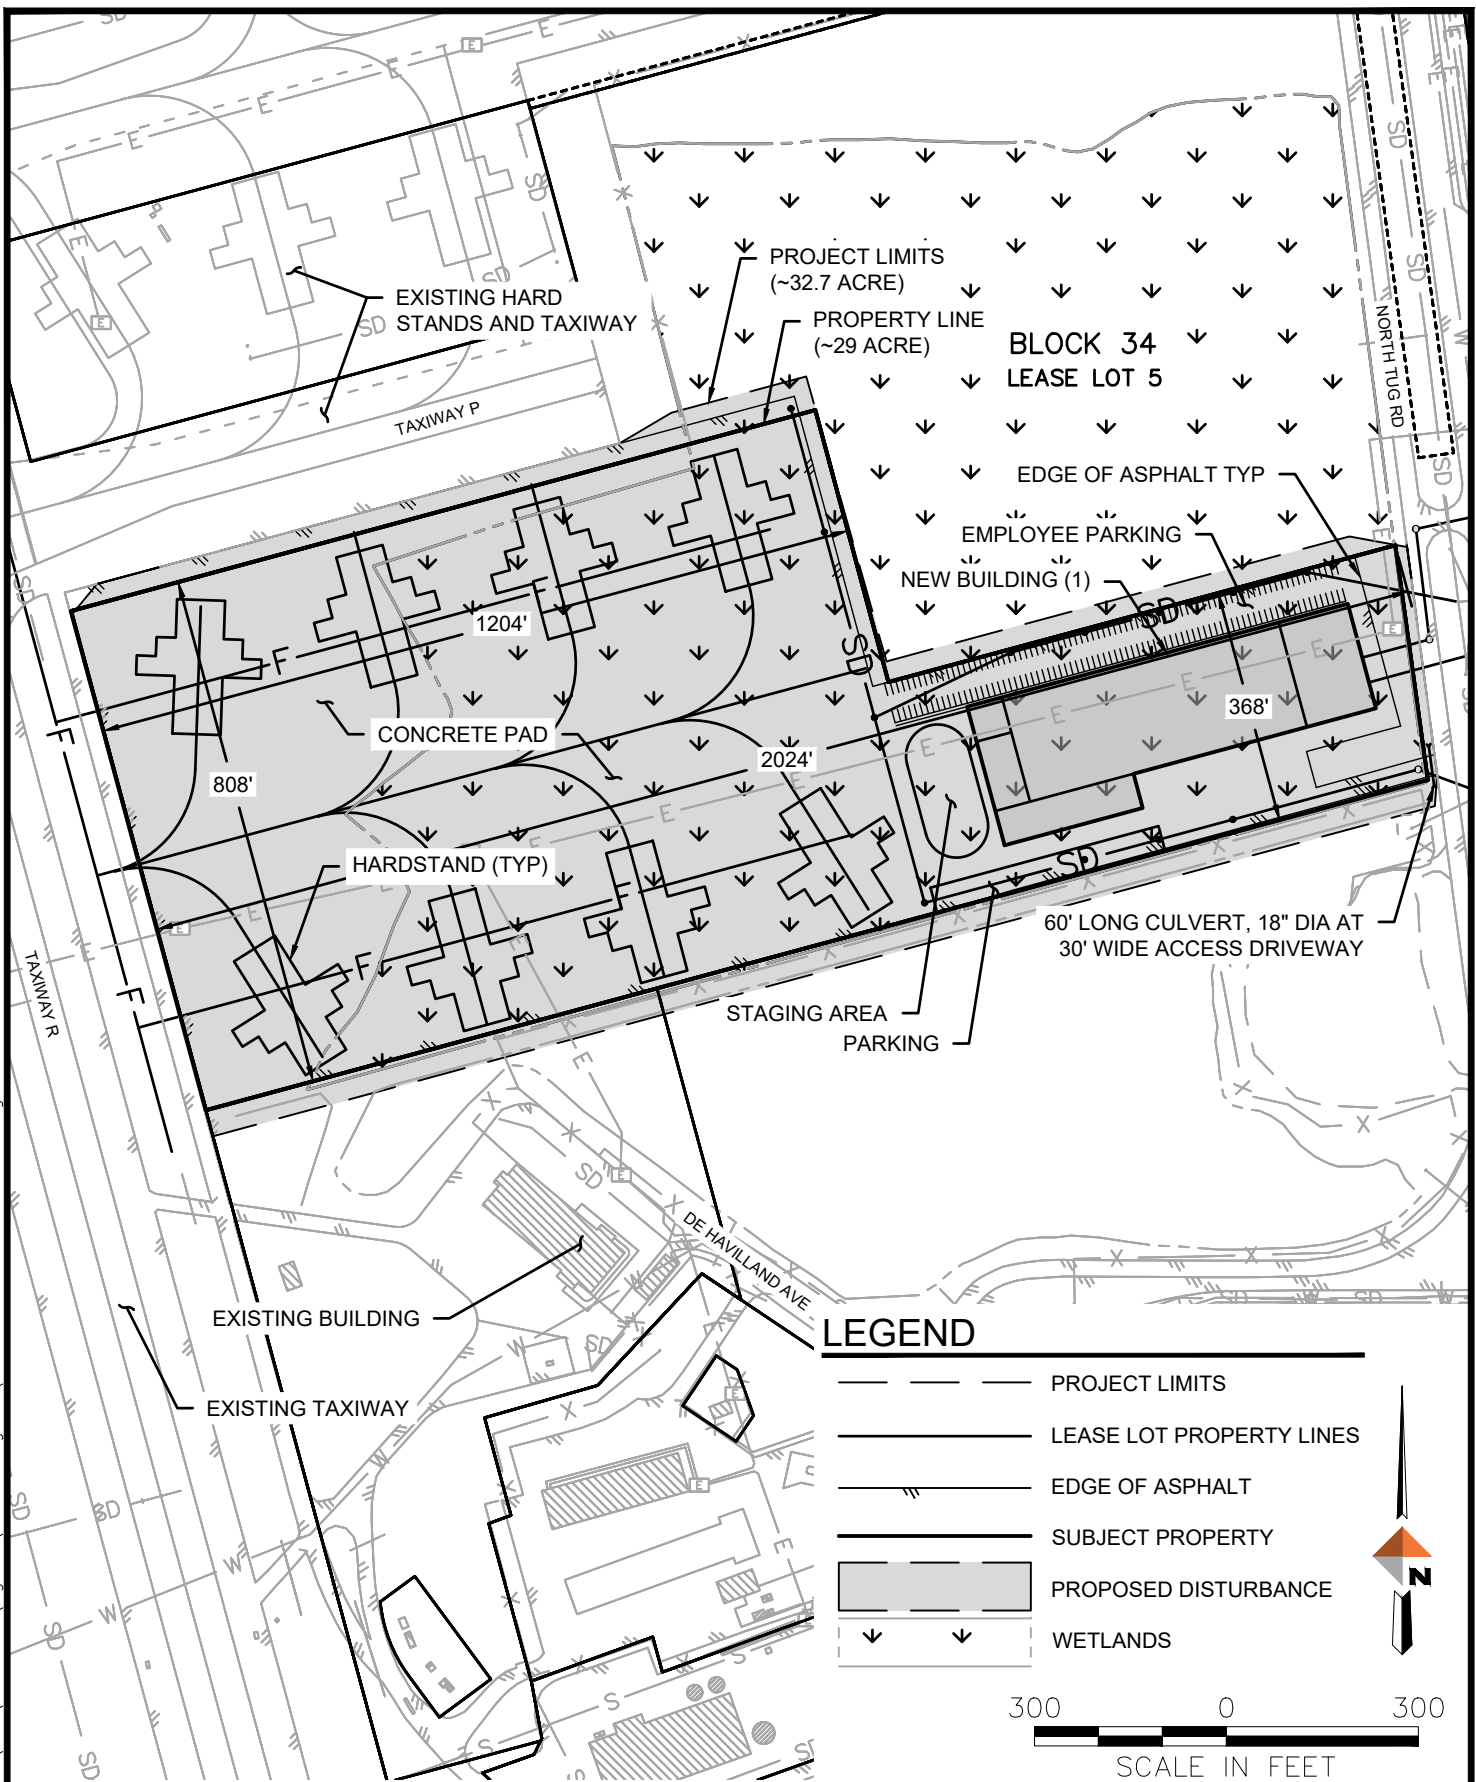 PROJECT LIMITS
(~32.7 ACRE)
EXISTING HARD
STANDS AND TAXIWAY
PROPERTY LINE
(~29 ACRE)
BLOCK 34
LEASE LOT 5
NORTH TUG RD
TAXIWAY P
EDGE OF ASPHALT TYP
EMPLOYEE PARKING
NEW BUILDING (1)
1204'
SD
SD
368'
CONCRETE PAD
2024'
808'
HARDSTAND (TYP)
SD
60' LONG CULVERT, 18" DIA AT
30' WIDE ACCESS DRIVEWAY
TAXIWAY R
STAGING AREA
PARKING
DE HAVILLAND AVE
EXISTING BUILDING
EXISTING TAXIWAY
LEGEND
PROJECT LIMITS
LEASE LOT PROPERTY LINES
EDGE OF ASPHALT
SUBJECT PROPERTY
PROPOSED DISTURBANCE
WETLANDS
N
300 0 300
SCALE IN FEET